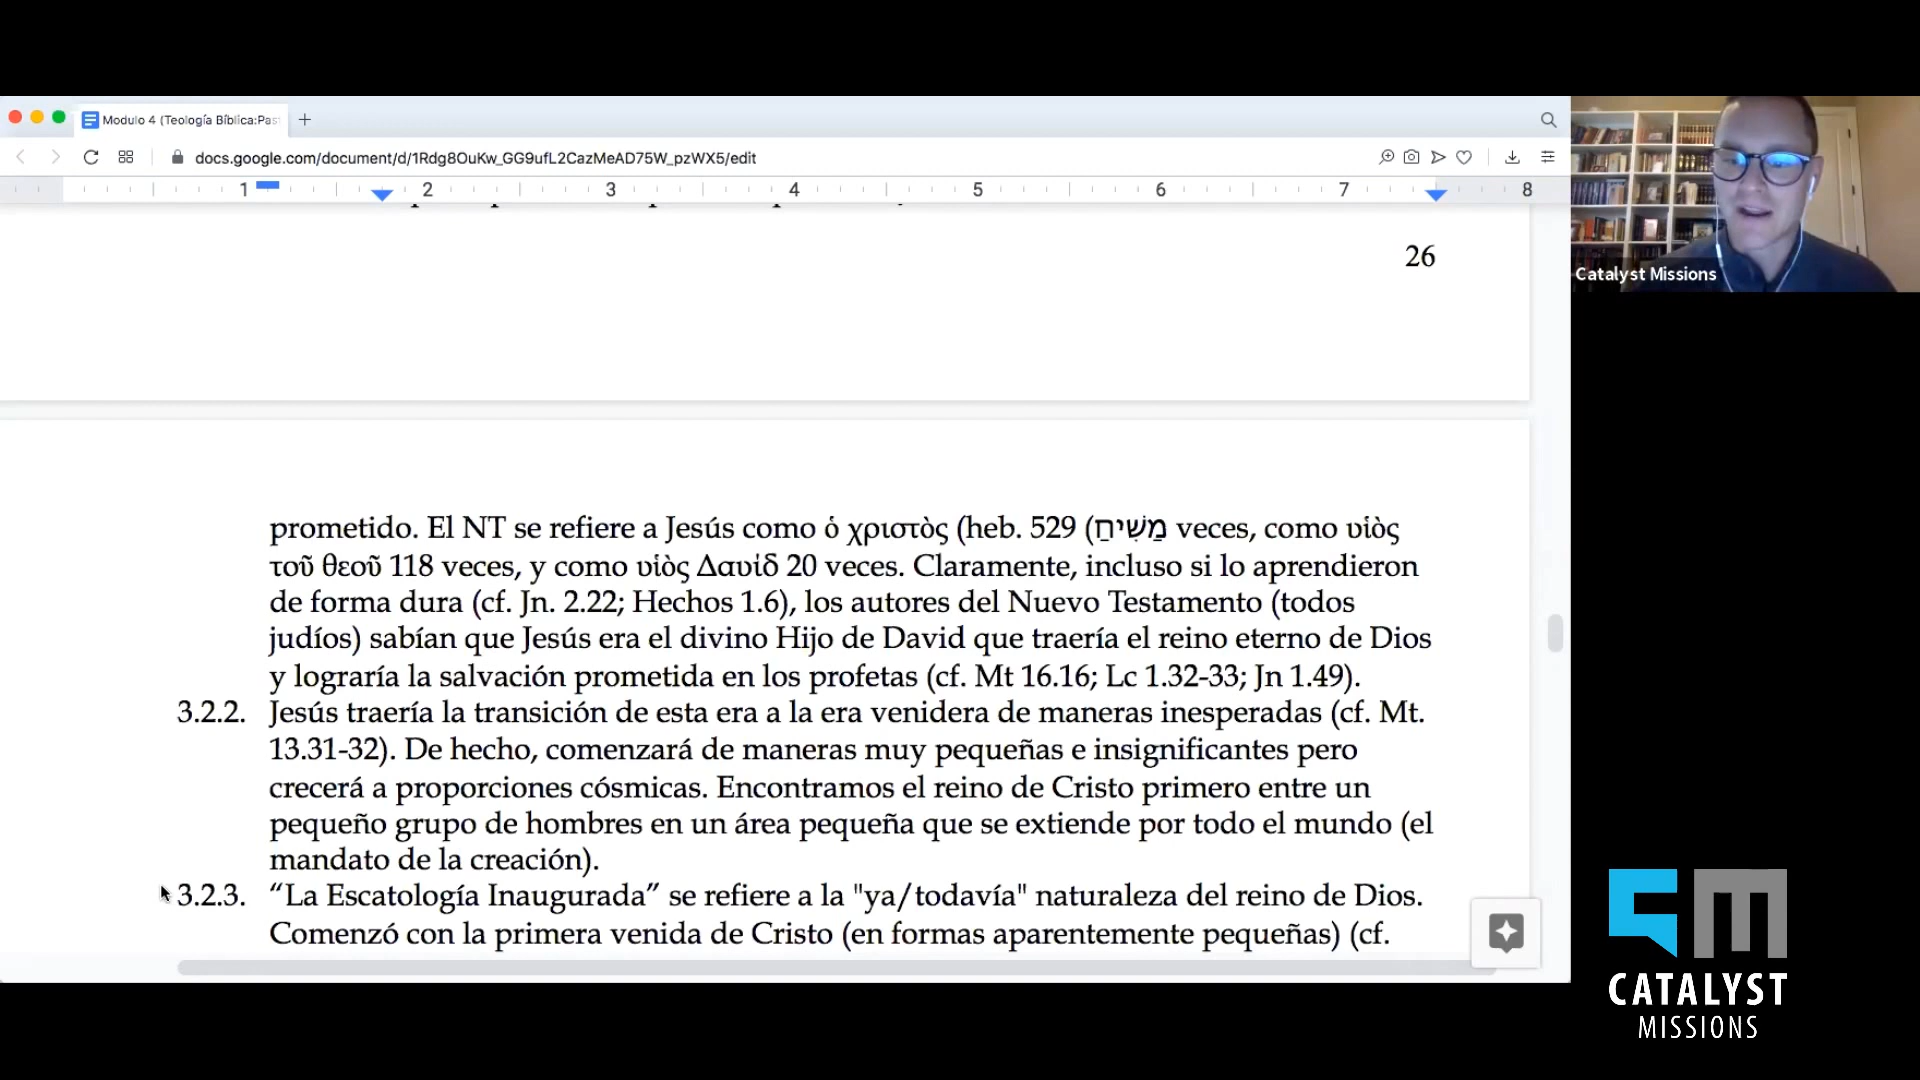 Modulo 4 (Teología Bíblica:Pas
docs.google.com/document/d/1Rdg8OuKw_GG9ufL2CazMeAD75W_pzWX5/edit
1 2 3 4 5 6 7 8
26
prometido. El NT se refiere a Jesús como ὁ χριστὸς (heb. 529 (מָשִׁיחַ veces, como υἱὸς
τοῦ θεοῦ 118 veces, y como υἱὸς Δαυίδ 20 veces. Claramente, incluso si lo aprendieron
de forma dura (cf. Jn. 2.22; Hechos 1.6), los autores del Nuevo Testamento (todos
judíos) sabían que Jesús era el divino Hijo de David que traería el reino eterno de Dios
y lograría la salvación prometida en los profetas (cf. Mt 16.16; Lc 1.32-33; Jn 1.49).
3.2.2. Jesús traería la transición de esta era a la era venidera de maneras inesperadas (cf. Mt.
13.31-32). De hecho, comenzará de maneras muy pequeñas e insignificantes pero
crecerá a proporciones cósmicas. Encontramos el reino de Cristo primero entre un
pequeño grupo de hombres en un área pequeña que se extiende por todo el mundo (el
mandato de la creación).
3.2.3. “La Escatología Inaugurada” se refiere a la "ya/todavía" naturaleza del reino de Dios.
Comenzó con la primera venida de Cristo (en formas aparentemente pequeñas) (cf.
Catalyst Missions
CM
CATALYST
MISSIONS